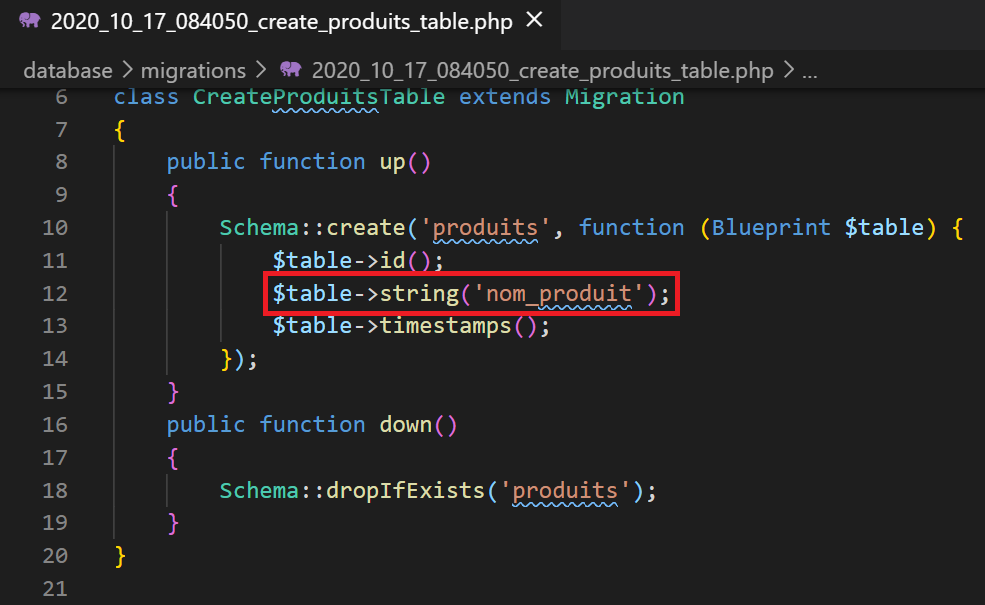 2020_10_17_084050_create_produits_table.php ×
database > migrations > 2020_10_17_084050_create_produits_table.php > ...
6 class CreateProduitsTable extends Migration
7 {
8 public function up()
9 {
10 Schema::create('produits', function (Blueprint $table) {
11 $table->id();
12 $table->string('nom_produit');
13 $table->timestamps();
14 });
15 }
16 public function down()
17 {
18 Schema::dropIfExists('produits');
19 }
20 }
21